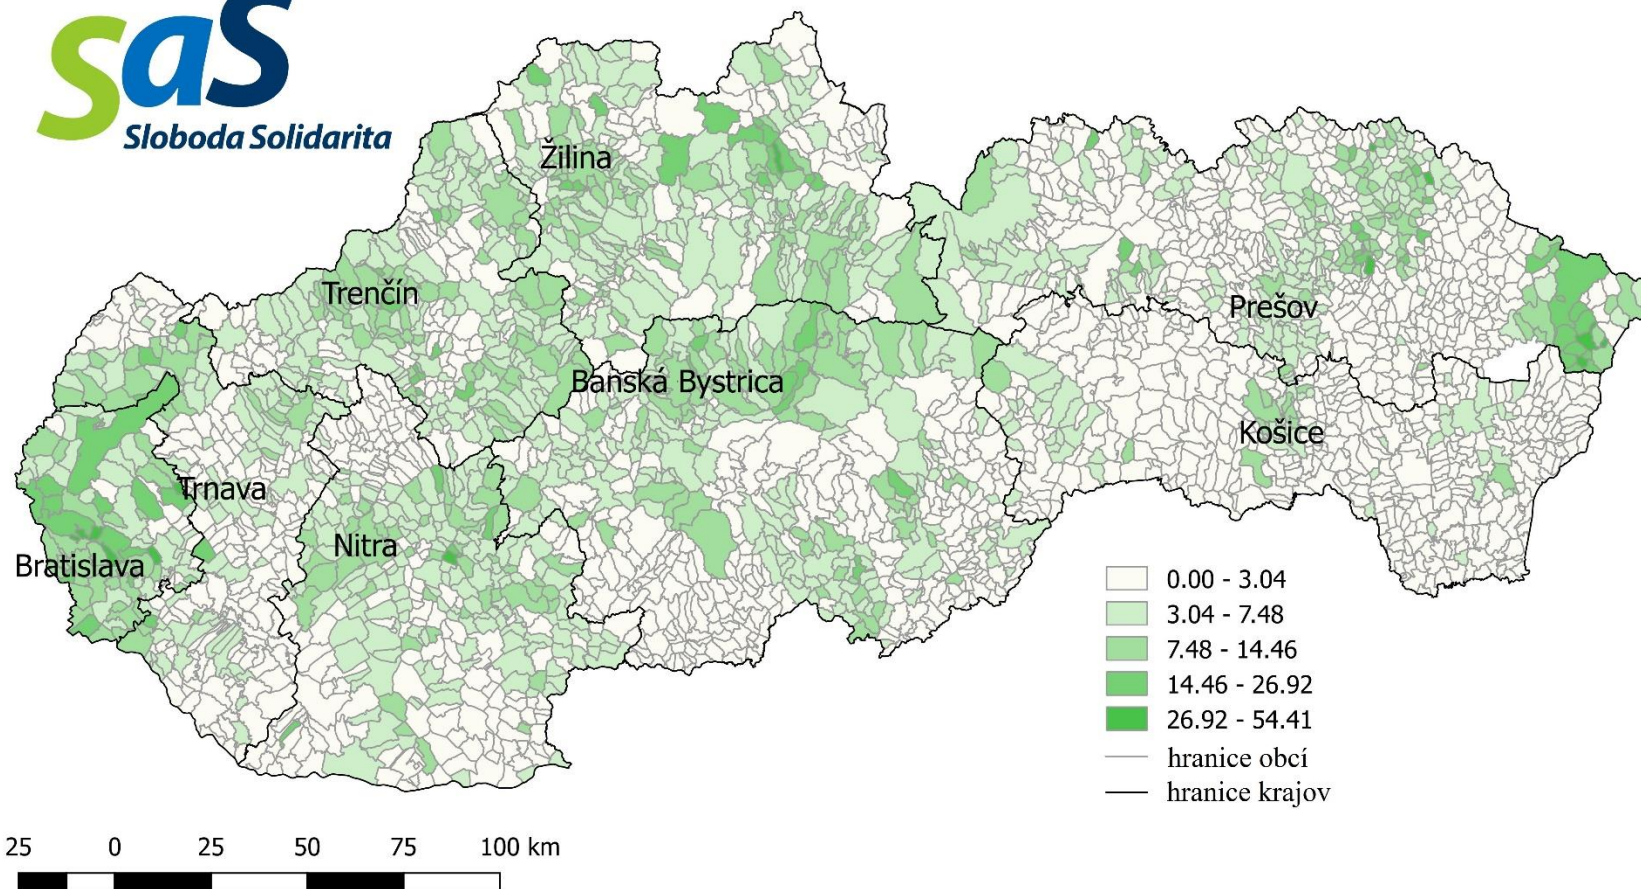 SaS
Sloboda Solidarita
Žilina
Trenčín
Prešov
Banská Bystrica
Košice
Trnava
Nitra
Bratislava
0.00 - 3.04
3.04 - 7.48
7.48 - 14.46
14.46 - 26.92
26.92 - 54.41
hranice obcí
hranice krajov
25 0 25 50 75 100 km